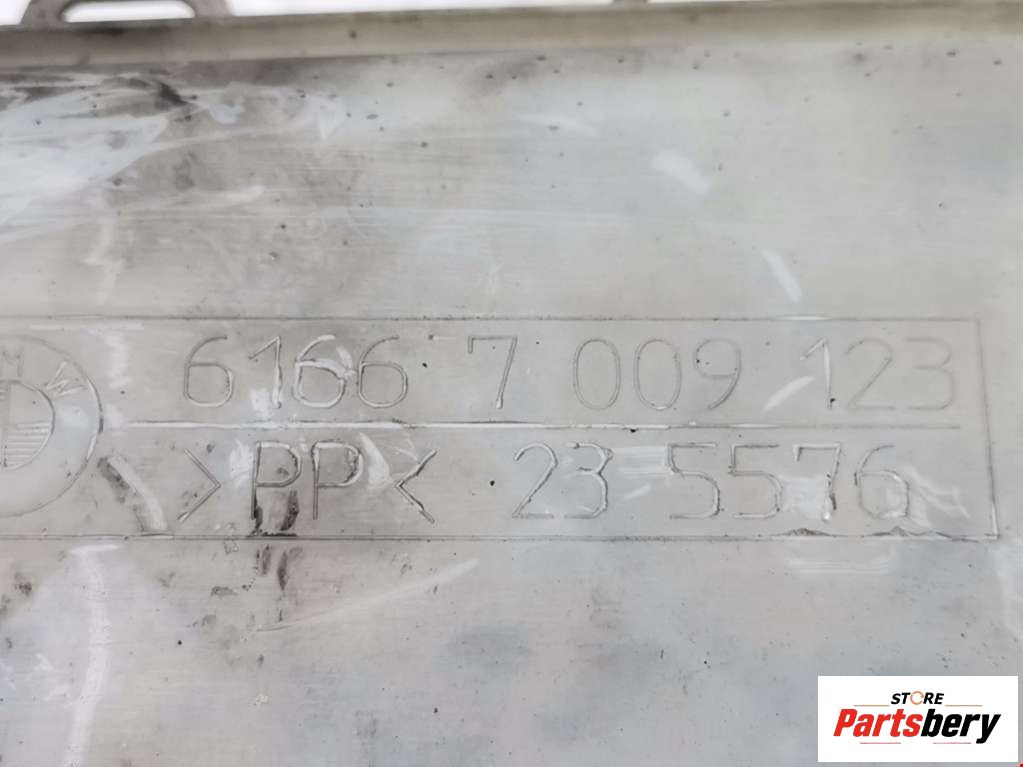 M W
6166 7 009 123
>PP< 23 5576
STORE
Partsbery